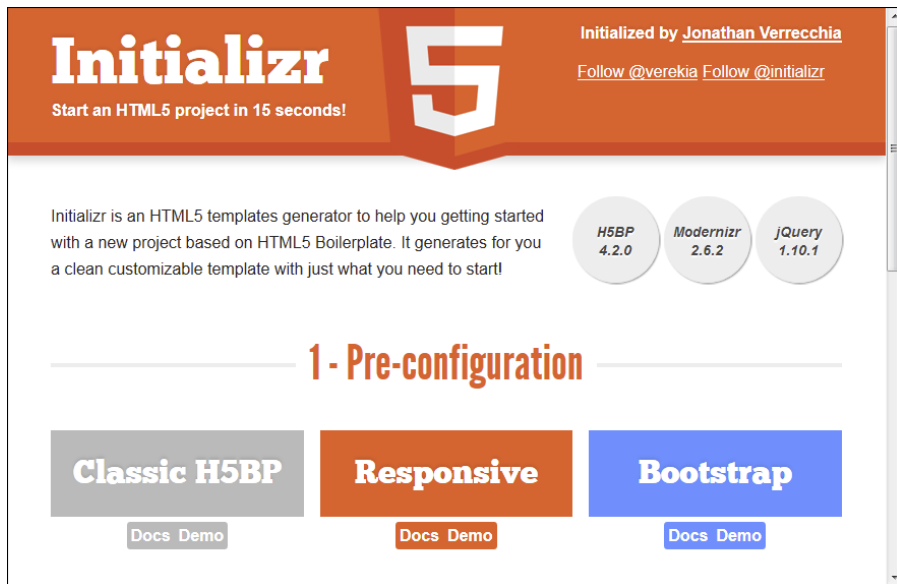 Initializr
Start an HTML5 project in 15 seconds!
5
Initialized by Jonathan Verrecchia
Follow @verekia Follow @initializr
Initializr is an HTML5 templates generator to help you getting started
with a new project based on HTML5 Boilerplate. It generates for you
a clean customizable template with just what you need to start!
H5BP
4.2.0
Modernizr
2.6.2
jQuery
1.10.1
1 - Pre-configuration
Classic H5BP
Docs Demo
Responsive
Docs Demo
Bootstrap
Docs Demo